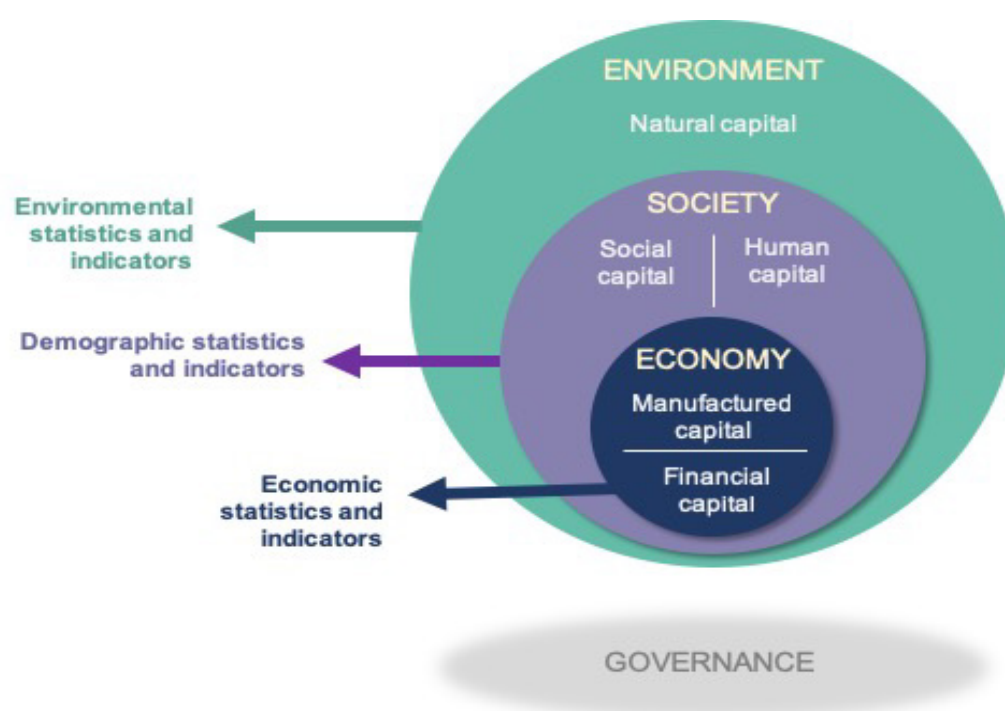 ENVIRONMENT
Natural capital
SOCIETY
Social
capital
Human
capital
ECONOMY
Manufactured
capital
Financial
capital
Environmental
statistics and
indicators
Demographic statistics
and indicators
Economic
statistics and
indicators
GOVERNANCE